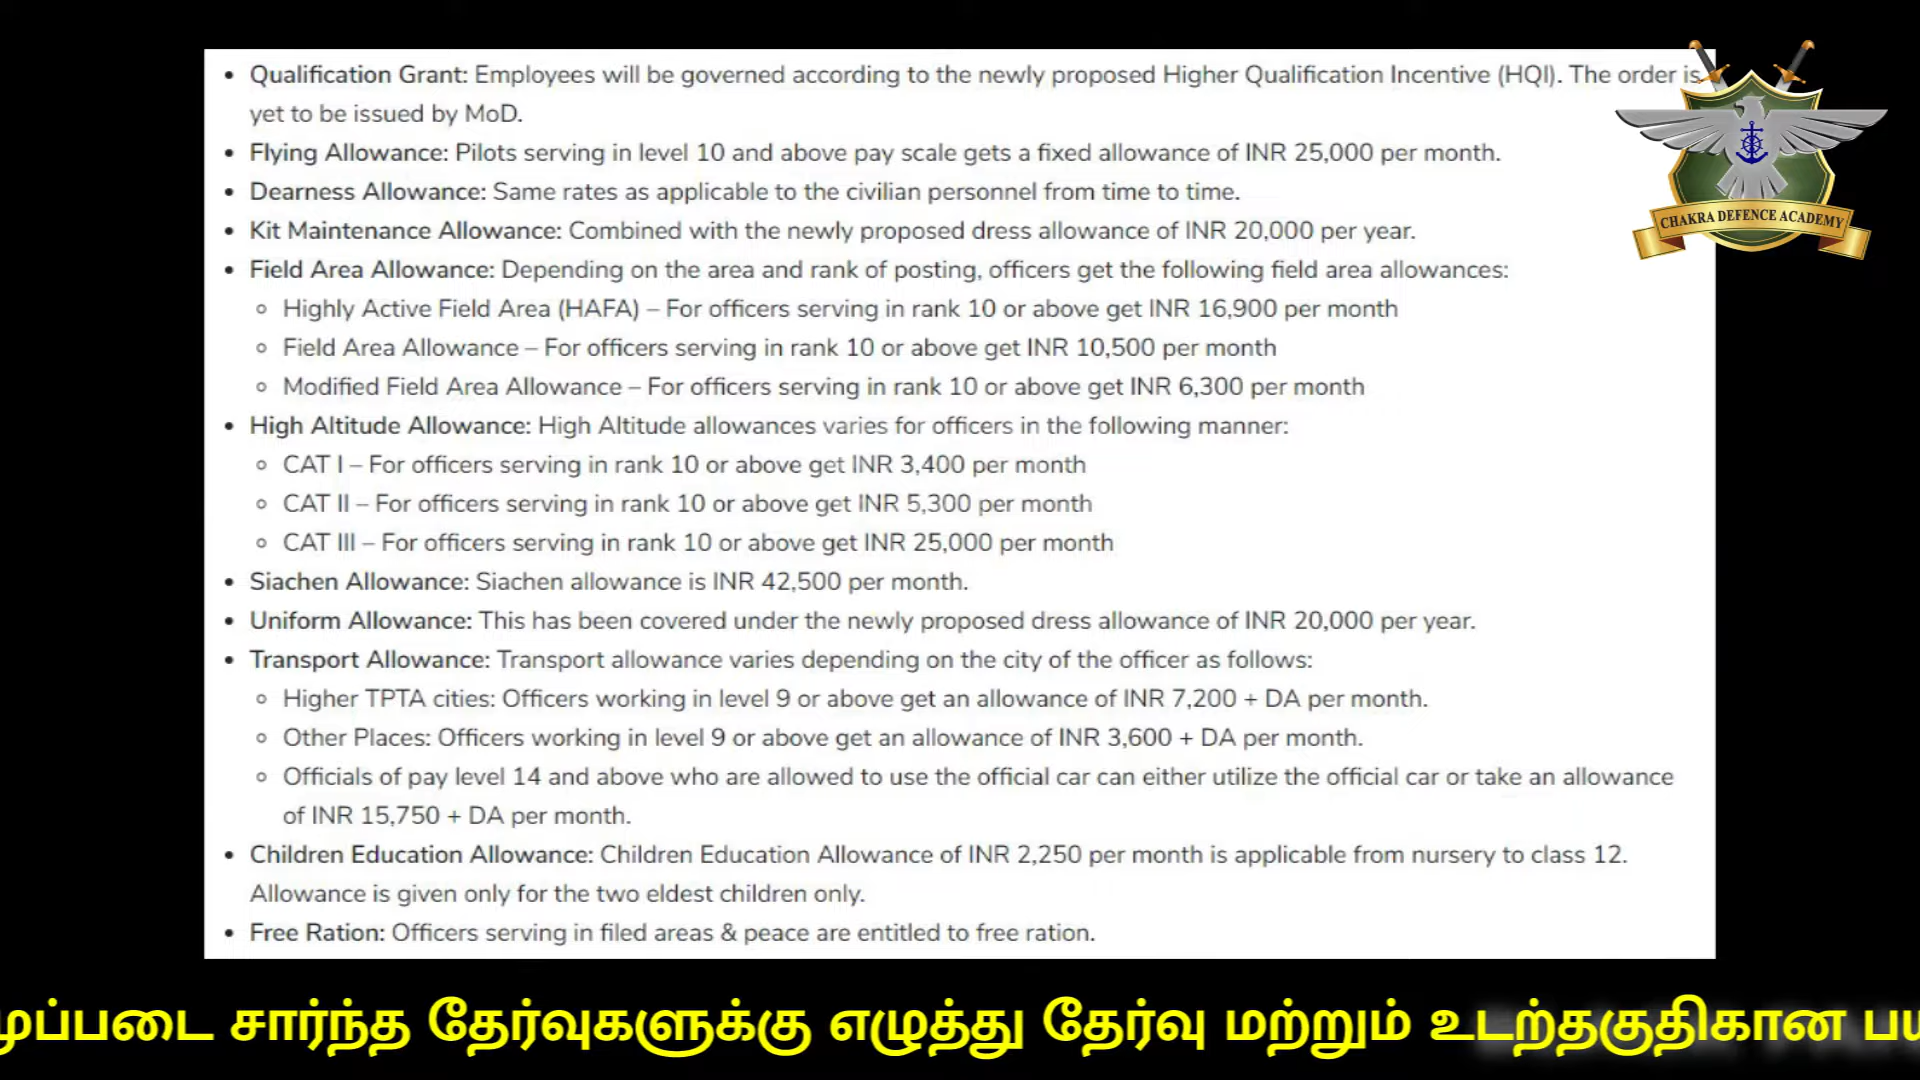 • Qualification Grant: Employees will be governed according to the newly proposed Higher Qualification Incentive (HQI). The order is
yet to be issued by MoD.
• Flying Allowance: Pilots serving in level 10 and above pay scale gets a fixed allowance of INR 25,000 per month.
• Dearness Allowance: Same rates as applicable to the civilian personnel from time to time.
• Kit Maintenance Allowance: Combined with the newly proposed dress allowance of INR 20,000 per year.
• Field Area Allowance: Depending on the area and rank of posting, officers get the following field area allowances:
○ Highly Active Field Area (HAFA) – For officers serving in rank 10 or above get INR 16,900 per month
○ Field Area Allowance – For officers serving in rank 10 or above get INR 10,500 per month
○ Modified Field Area Allowance – For officers serving in rank 10 or above get INR 6,300 per month
• High Altitude Allowance: High Altitude allowances varies for officers in the following manner:
○ CAT I – For officers serving in rank 10 or above get INR 3,400 per month
○ CAT II – For officers serving in rank 10 or above get INR 5,300 per month
○ CAT III – For officers serving in rank 10 or above get INR 25,000 per month
• Siachen Allowance: Siachen allowance is INR 42,500 per month.
• Uniform Allowance: This has been covered under the newly proposed dress allowance of INR 20,000 per year.
• Transport Allowance: Transport allowance varies depending on the city of the officer as follows:
○ Higher TPTA cities: Officers working in level 9 or above get an allowance of INR 7,200 + DA per month.
○ Other Places: Officers working in level 9 or above get an allowance of INR 3,600 + DA per month.
○ Officials of pay level 14 and above who are allowed to use the official car can either utilize the official car or take an allowance
of INR 15,750 + DA per month.
• Children Education Allowance: Children Education Allowance of INR 2,250 per month is applicable from nursery to class 12.
Allowance is given only for the two eldest children only.
• Free Ration: Officers serving in filed areas & peace are entitled to free ration.
CHAKRA DEFENCE ACADEMY
முப்படை சார்ந்த தேர்வுகளுக்கு எழுத்து தேர்வு மற்றும் உடற்தகுதிகான